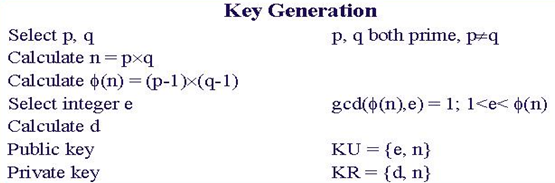 Key Generation
Select p, q p, q both prime, p≠q
Calculate n = p×q
Calculate ϕ(n) = (p-1)×(q-1)
Select integer e gcd(ϕ(n),e) = 1; 1<e< ϕ(n)
Calculate d
Public key KU = {e, n}
Private key KR = {d, n}